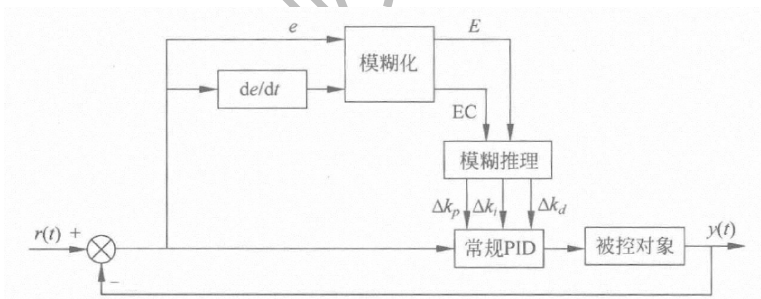 e
E
模糊化
de/dt
EC
模糊推理
Δk_p
Δk_i
Δk_d
r(t)
+
常规PID
被控对象
y(t)
−